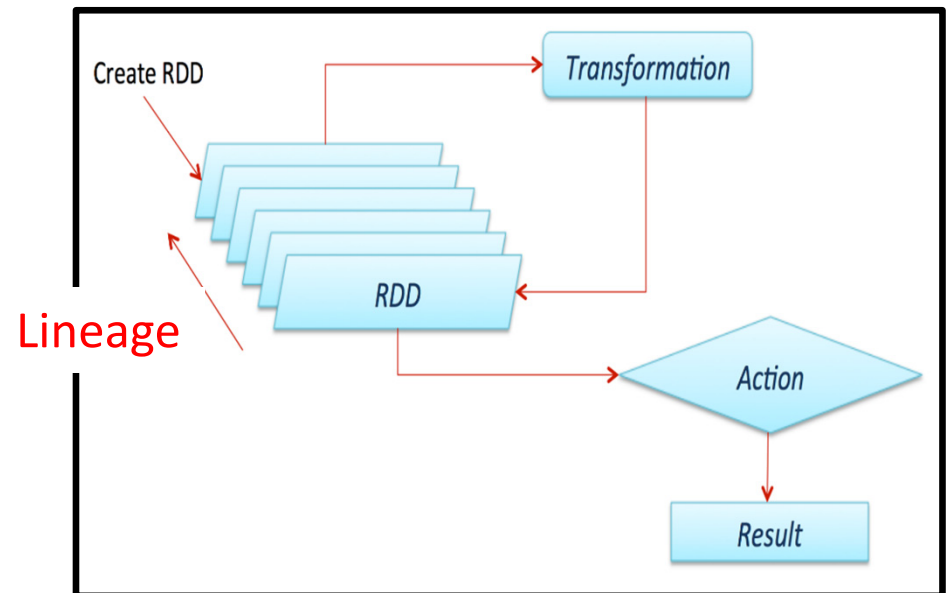 Create RDD
Transformation
RDD
Lineage
Action
Result